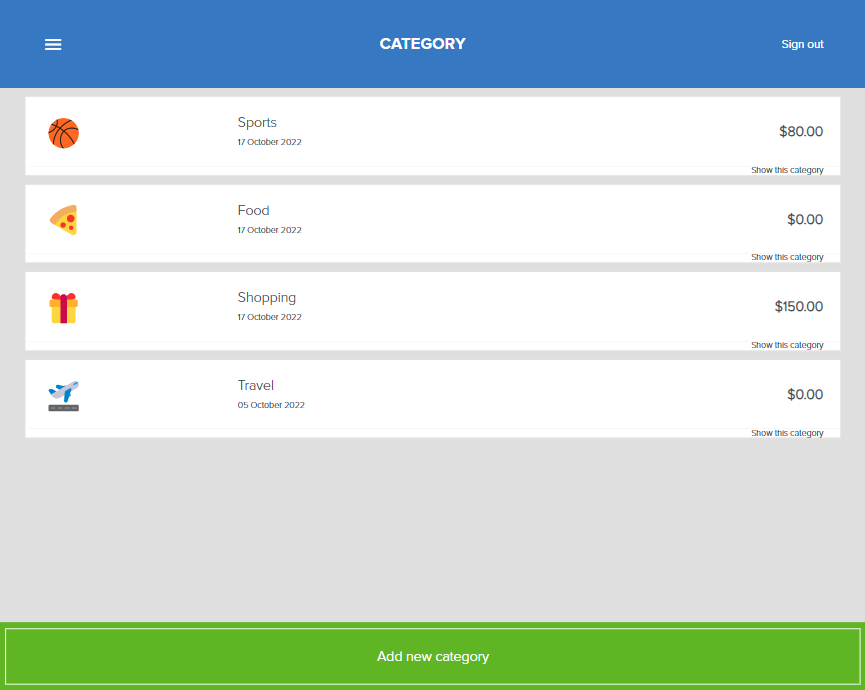 CATEGORY
Sign out
Sports
17 October 2022
$80.00
Show this category
Food
17 October 2022
$0.00
Show this category
Shopping
17 October 2022
$150.00
Show this category
Travel
05 October 2022
$0.00
Show this category
Add new category